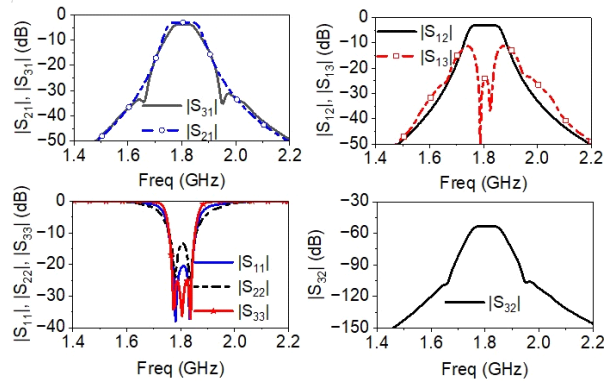 0
-10
-20
-30
-40
-50
|S21|, |S31| (dB)
|S31|
|S21|
1.4 1.6 1.8 2.0 2.2
Freq (GHz)
0
-10
-20
-30
-40
-50
|S12|, |S13| (dB)
|S12|
|S13|
1.4 1.6 1.8 2.0 2.2
Freq (GHz)
0
-10
-20
-30
-40
|S11|, |S22|, |S33| (dB)
|S11|
|S22|
|S33|
1.4 1.6 1.8 2.0 2.2
Freq (GHz)
-30
-60
-90
-120
-150
|S32| (dB)
|S32|
1.4 1.6 1.8 2.0 2.2
Freq (GHz)